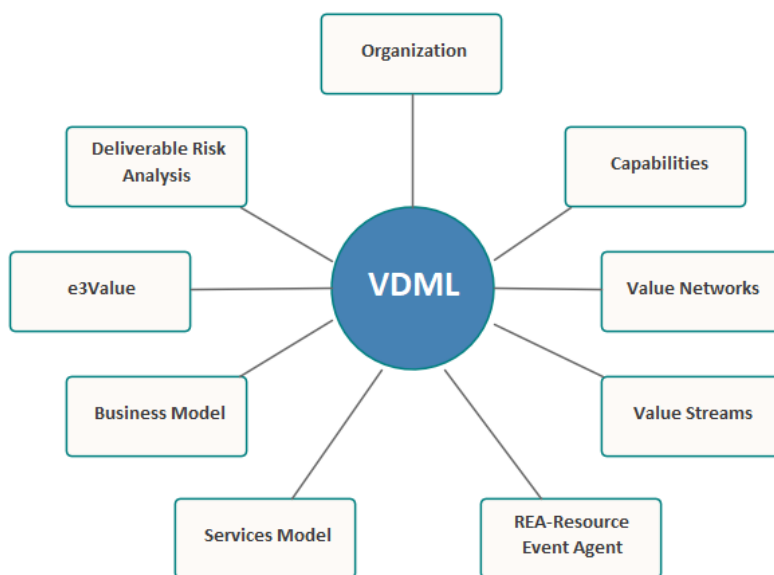 Organization
Deliverable Risk
Analysis
Capabilities
e3Value
VDML
Value Networks
Business Model
Value Streams
Services Model
REA-Resource
Event Agent